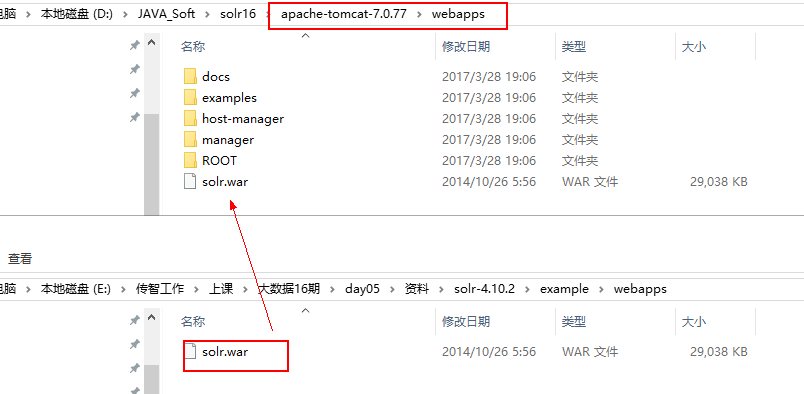 电脑 > 本地磁盘 (D:) > JAVA_Soft > solr16 > apache-tomcat-7.0.77 > webapps
名称 修改日期 类型 大小
docs 2017/3/28 19:06 文件夹
examples 2017/3/28 19:06 文件夹
host-manager 2017/3/28 19:06 文件夹
manager 2017/3/28 19:06 文件夹
ROOT 2017/3/28 19:06 文件夹
solr.war 2014/10/26 5:56 WAR 文件 29,038 KB
查看
电脑 > 本地磁盘 (E:) > 传智工作 > 上课 > 大数据16期 > day05 > 资料 > solr-4.10.2 > example > webapps
名称 修改日期 类型 大小
solr.war 2014/10/26 5:56 WAR 文件 29,038 KB